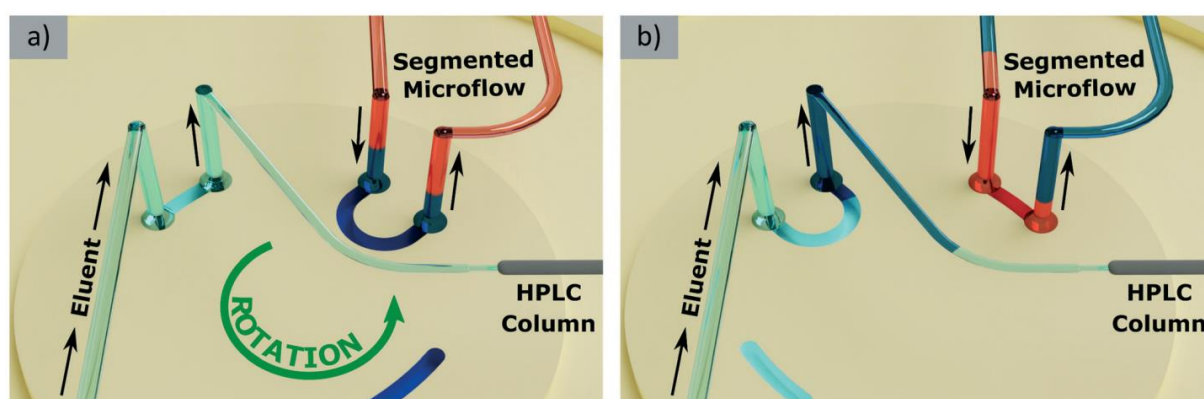 a)
Segmented
Microflow
Eluent
ROTATION
HPLC
Column
b)
Segmented
Microflow
Eluent
HPLC
Column